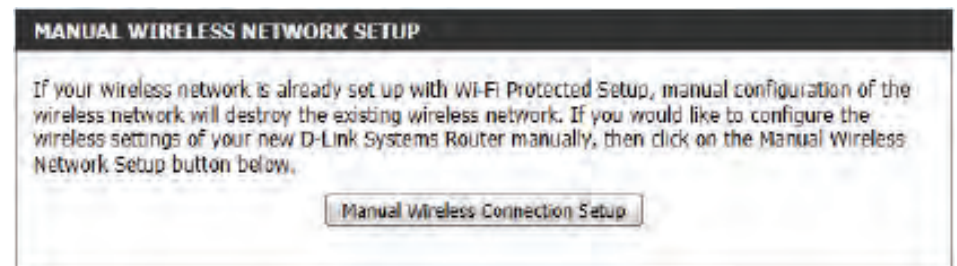 MANUAL WIRELESS NETWORK SETUP
If your wireless network is already set up with Wi-Fi Protected Setup, manual configuration of the
wireless network will destroy the existing wireless network. If you would like to configure the
wireless settings of your new D-Link Systems Router manually, then click on the Manual Wireless
Network Setup button below.
Manual Wireless Connection Setup